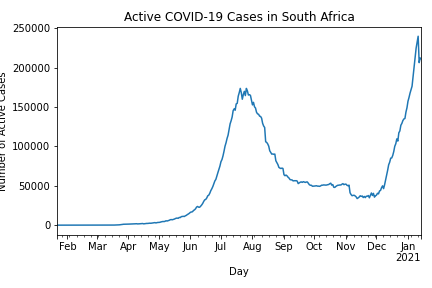 Active COVID-19 Cases in South Africa
Number of Active Cases
250000
200000
150000
100000
50000
0
Feb Mar Apr May Jun Jul Aug Sep Oct Nov Dec Jan
2021
Day